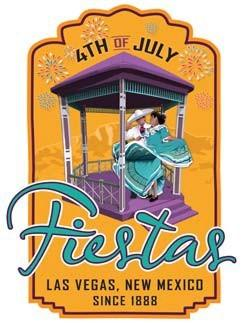 4TH OF JULY
Fiestas
LAS VEGAS, NEW MEXICO
SINCE 1888